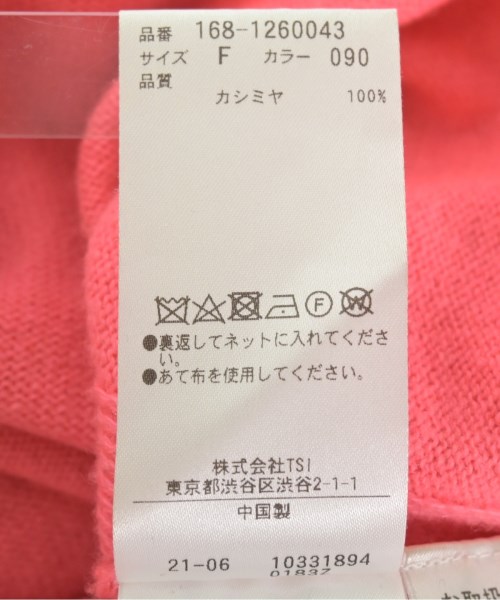 品番 168-1260043
サイズ F カラー 090
品質
カシミヤ 100%
F W
●裏返してネットに入れてくださ
い。
●あて布を使用してください。
株式会社TSI
東京都渋谷区渋谷2-1-1
中国製
21-06 10331894